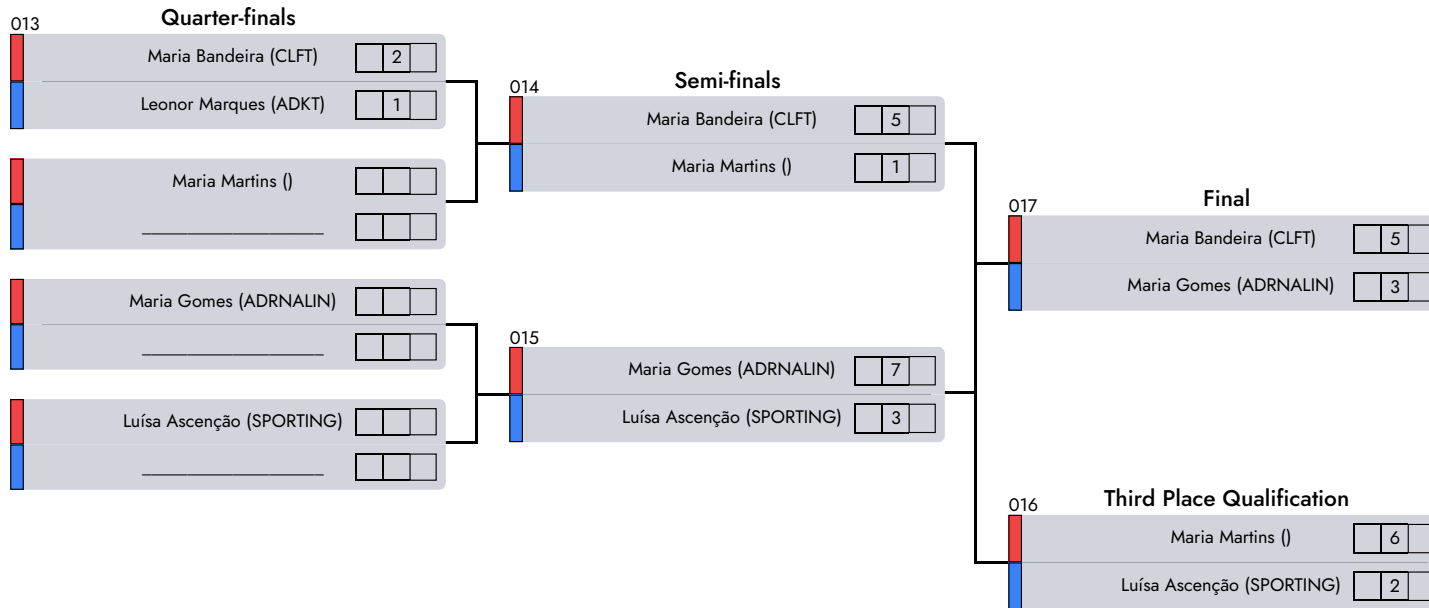 Quarter-finals
013
Maria Bandeira (CLFT) 2
Leonor Marques (ADKT) 1
Maria Martins ()
____________________
Maria Gomes (ADRNALIN)
____________________
Luísa Ascenção (SPORTING)
____________________
Semi-finals
014
Maria Bandeira (CLFT) 5
Maria Martins () 1
015
Maria Gomes (ADRNALIN) 7
Luísa Ascenção (SPORTING) 3
Final
017
Maria Bandeira (CLFT) 5
Maria Gomes (ADRNALIN) 3
Third Place Qualification
016
Maria Martins () 6
Luísa Ascenção (SPORTING) 2